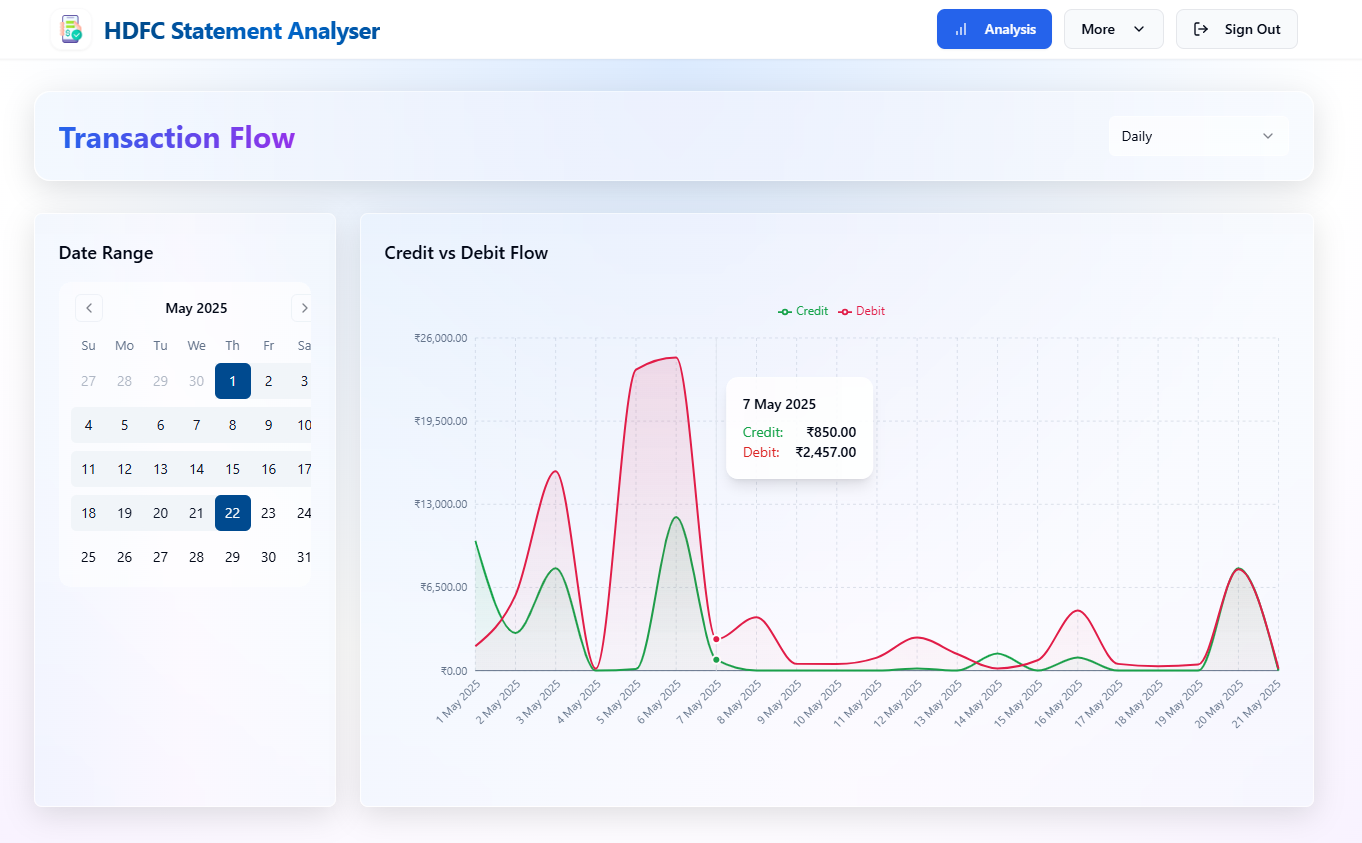 HDFC Statement Analyser
Analysis
More
Sign Out
Transaction Flow
Daily
Date Range
May 2025
Su Mo Tu We Th Fr Sa
27 28 29 30 1 2 3
4 5 6 7 8 9 10
11 12 13 14 15 16 17
18 19 20 21 22 23 24
25 26 27 28 29 30 31
Credit vs Debit Flow
Credit Debit
₹26,000.00
₹19,500.00
₹13,000.00
₹6,500.00
₹0.00
7 May 2025
Credit: ₹850.00
Debit: ₹2,457.00
1 May 2025
2 May 2025
3 May 2025
4 May 2025
5 May 2025
6 May 2025
7 May 2025
8 May 2025
9 May 2025
10 May 2025
11 May 2025
12 May 2025
13 May 2025
14 May 2025
15 May 2025
16 May 2025
17 May 2025
18 May 2025
19 May 2025
20 May 2025
21 May 2025